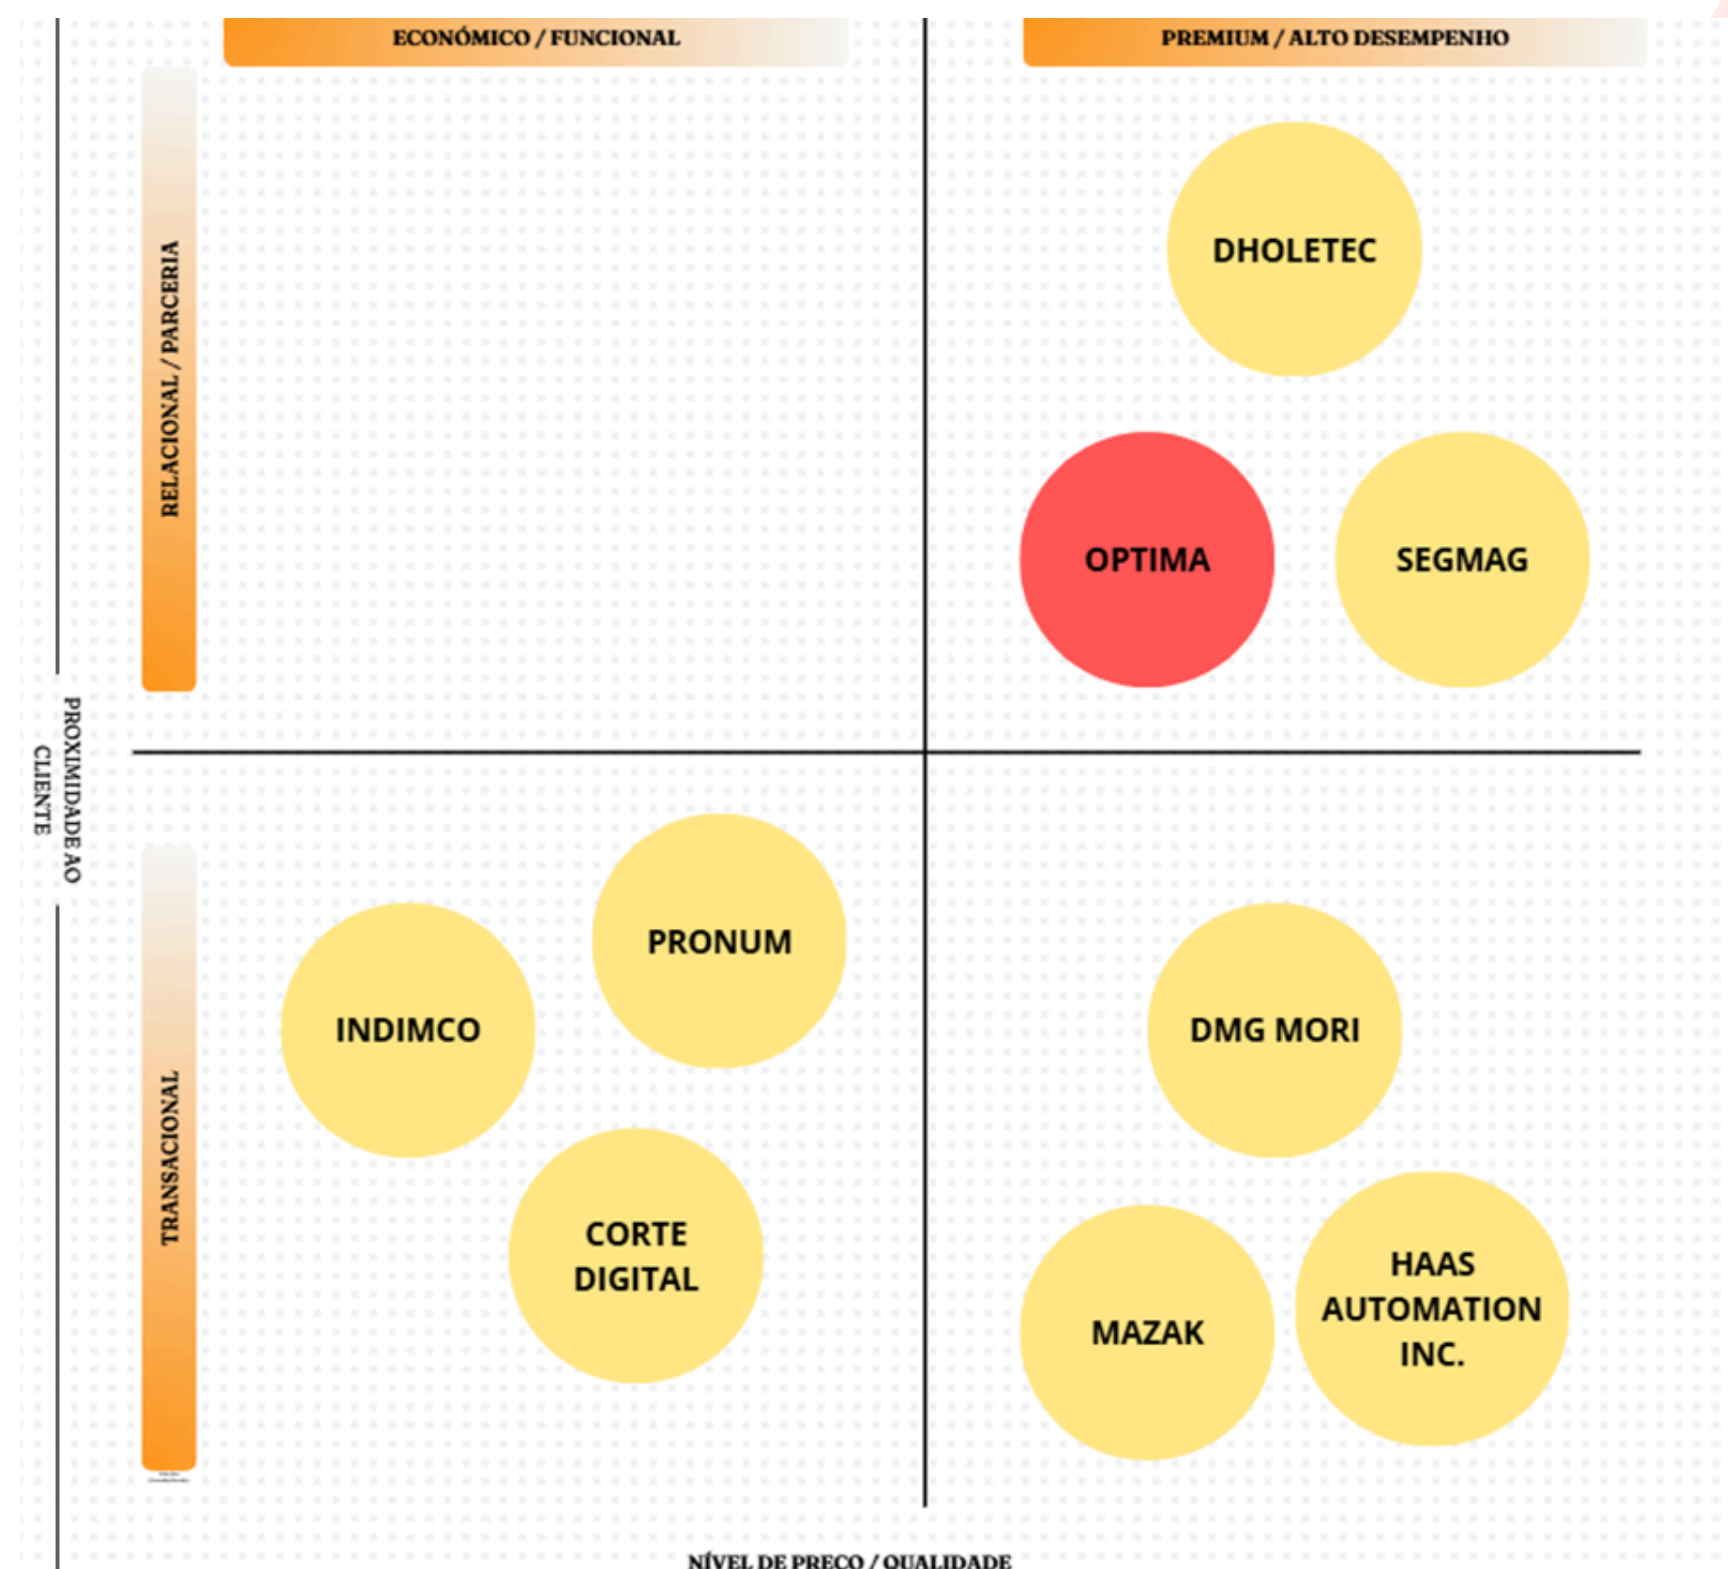 ECONÓMICO / FUNCIONAL
PREMIUM / ALTO DESEMPENHO
RELACIONAL / PARCERIA
DHOLETEC
OPTIMA
SEGMAG
PROXIMIDADE AO
CLIENTE
TRANSACIONAL
PRONUM
INDIMCO
CORTE
DIGITAL
DMG MORI
MAZAK
HAAS
AUTOMATION
INC.
NÍVEL DE PREÇO / QUALIDADE